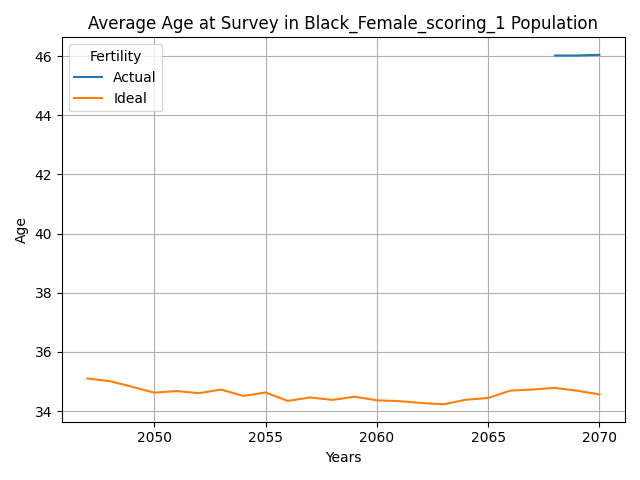 Average Age at Survey in Black_Female_scoring_1 Population
Fertility
Actual
Ideal
46
44
42
40
38
36
34
Age
2050 2055 2060 2065 2070
Years